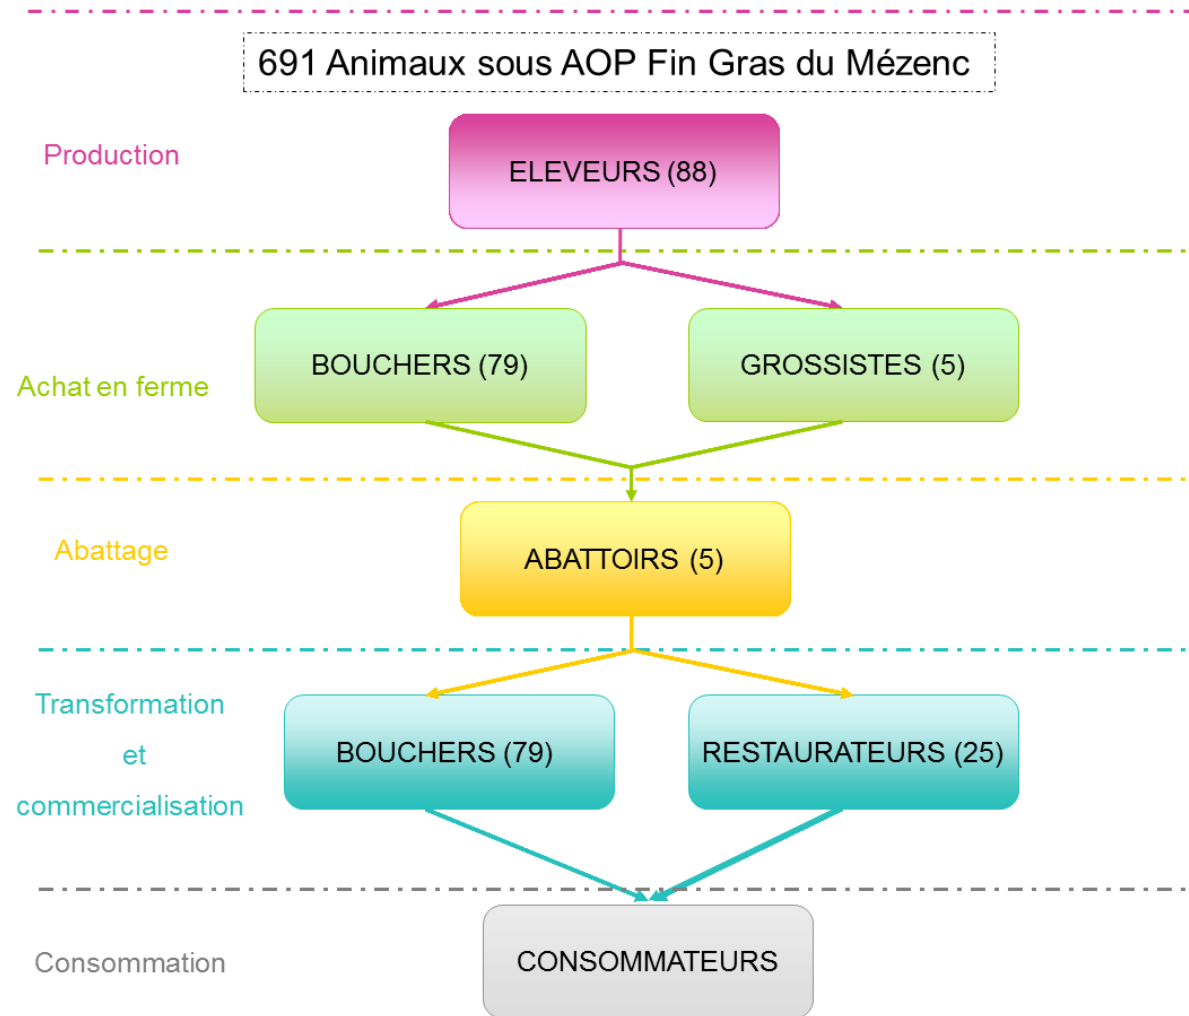 691 Animaux sous AOP Fin Gras du Mézenc
Production
ELEVEURS (88)
Achat en ferme
BOUCHERS (79)
GROSSISTES (5)
Abattage
ABATTOIRS (5)
Transformation
et
commercialisation
BOUCHERS (79)
RESTAURATEURS (25)
Consommation
CONSOMMATEURS